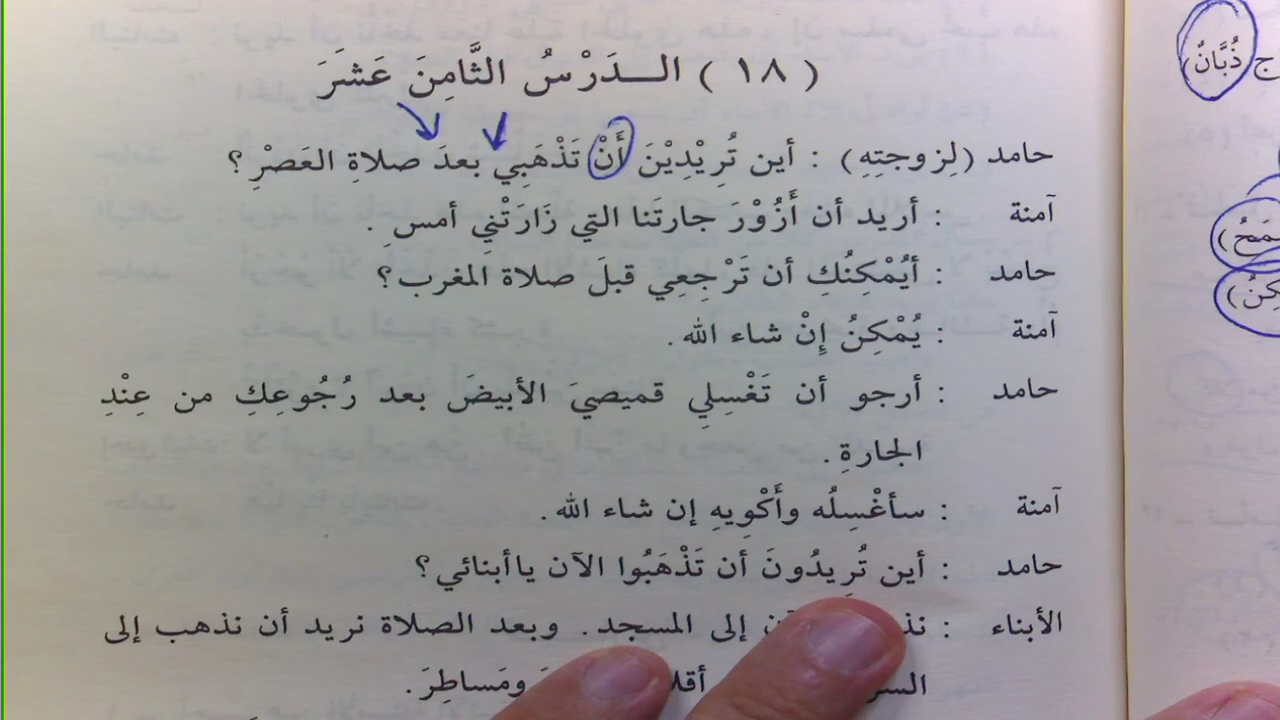 ( ١٨ ) الـــدَرْسُ الثَّامِنَ عَشَرَ
حامد (لِزوجتِهِ) : أين تُرِيْدِيْنَ أَنْ تَذْهَبِي بعدَ صلاةِ العَصْرِ ؟
آمنة : أريد أن أَزُوْرَ جارتَنا التي زَارَتْنِي أمسِ .
حامد : أيُمْكِنُكِ أن تَرْجِعِي قبلَ صلاة المغرب ؟
آمنة : يُمْكِنُ إِنْ شاء الله .
حامد : أرجو أن تَغْسِلِي قميصيَ الأبيضَ بعد رُجُوعِكِ من عِنْدِ
الجارةِ .
آمنة : سأغْسِلُه وأَكْوِيهِ إن شاء الله .
حامد : أين تُرِيدُونَ أن تَذْهَبُوا الآن ياأبنائي ؟
الأبناء : إلى المسجد . وبعد الصلاة نريد أن نذهب إلى
ومَساطِرَ .
ج ذُبَّانٌ)